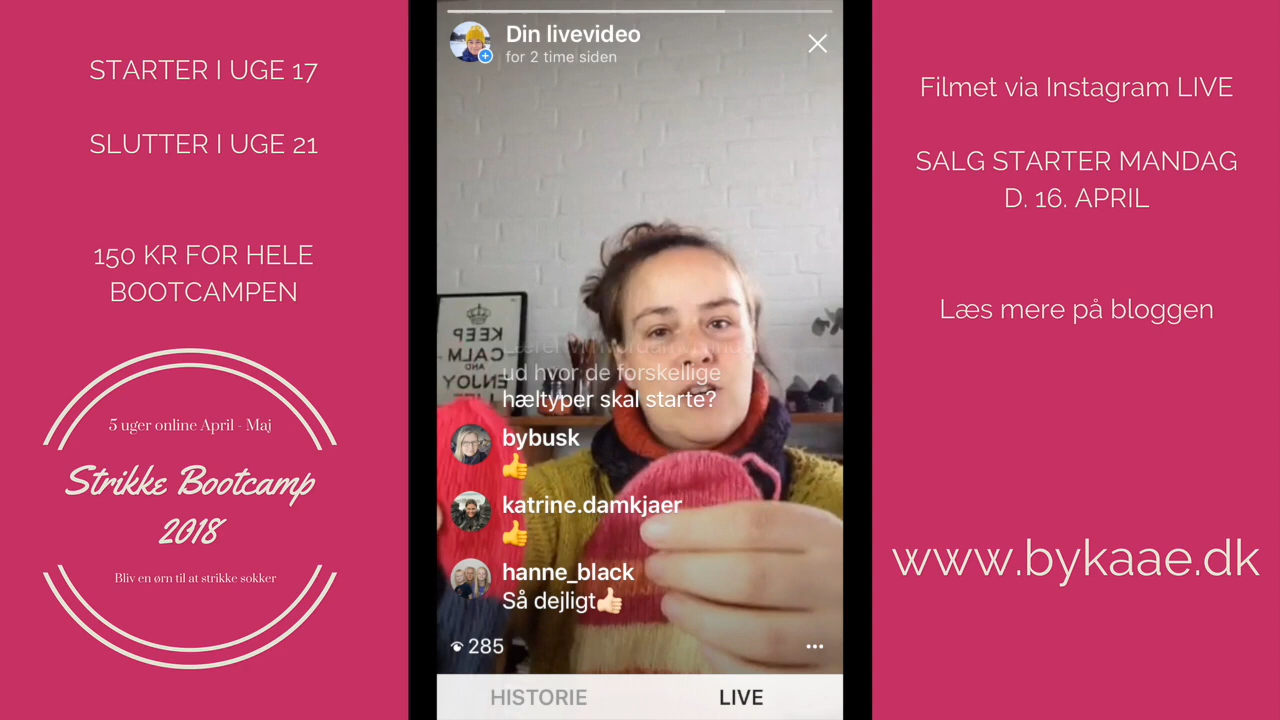 STARTER I UGE 17
SLUTTER I UGE 21
150 KR FOR HELE
BOOTCAMPEN
5 uger online April - Maj
Strikke Bootcamp
2018
Bliv en ørn til at strikke sokker
Din livevideo
for 2 time siden
KEEP
CALM
AND
ENJOY
LIFE
ud hvor de forskellige
hæltyper skal starte?
bybusk
👍
katrine.damkjaer
👍
hanne_black
Så dejligt👍🏻
285
HISTORIE
LIVE
Filmet via Instagram LIVE
SALG STARTER MANDAG
D. 16. APRIL
Læs mere på bloggen
www.bykaae.dk